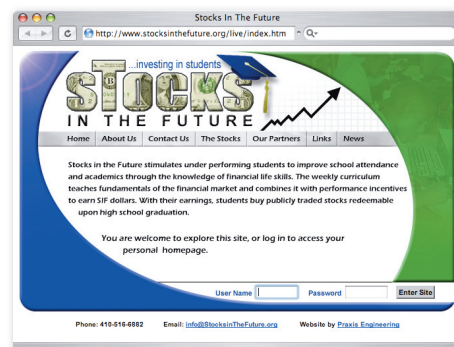 Stocks In The Future
http://www.stocksinthefuture.org/live/index.htm
...investing in students
STOCKS
IN THE FUTURE
Home About Us Contact Us The Stocks Our Partners Links News
Stocks in the Future stimulates under performing students to improve school attendance
and academics through the knowledge of financial life skills. The weekly curriculum
teaches fundamentals of the financial market and combines it with performance incentives
to earn SIF dollars. With their earnings, students buy publicly traded stocks redeemable
upon high school graduation.
You are welcome to explore this site, or log in to access your
personal homepage.
User Name Password Enter Site
Phone: 410-516-6882 Email: info@StocksinTheFuture.org Website by Praxis Engineering